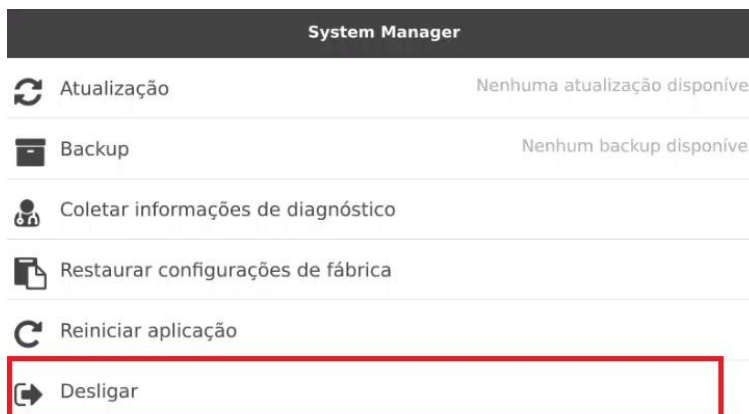 System Manager
Atualização Nenhuma atualização disponíve
Backup Nenhum backup disponíve
Coletar informações de diagnóstico
Restaurar configurações de fábrica
Reiniciar aplicação
Desligar